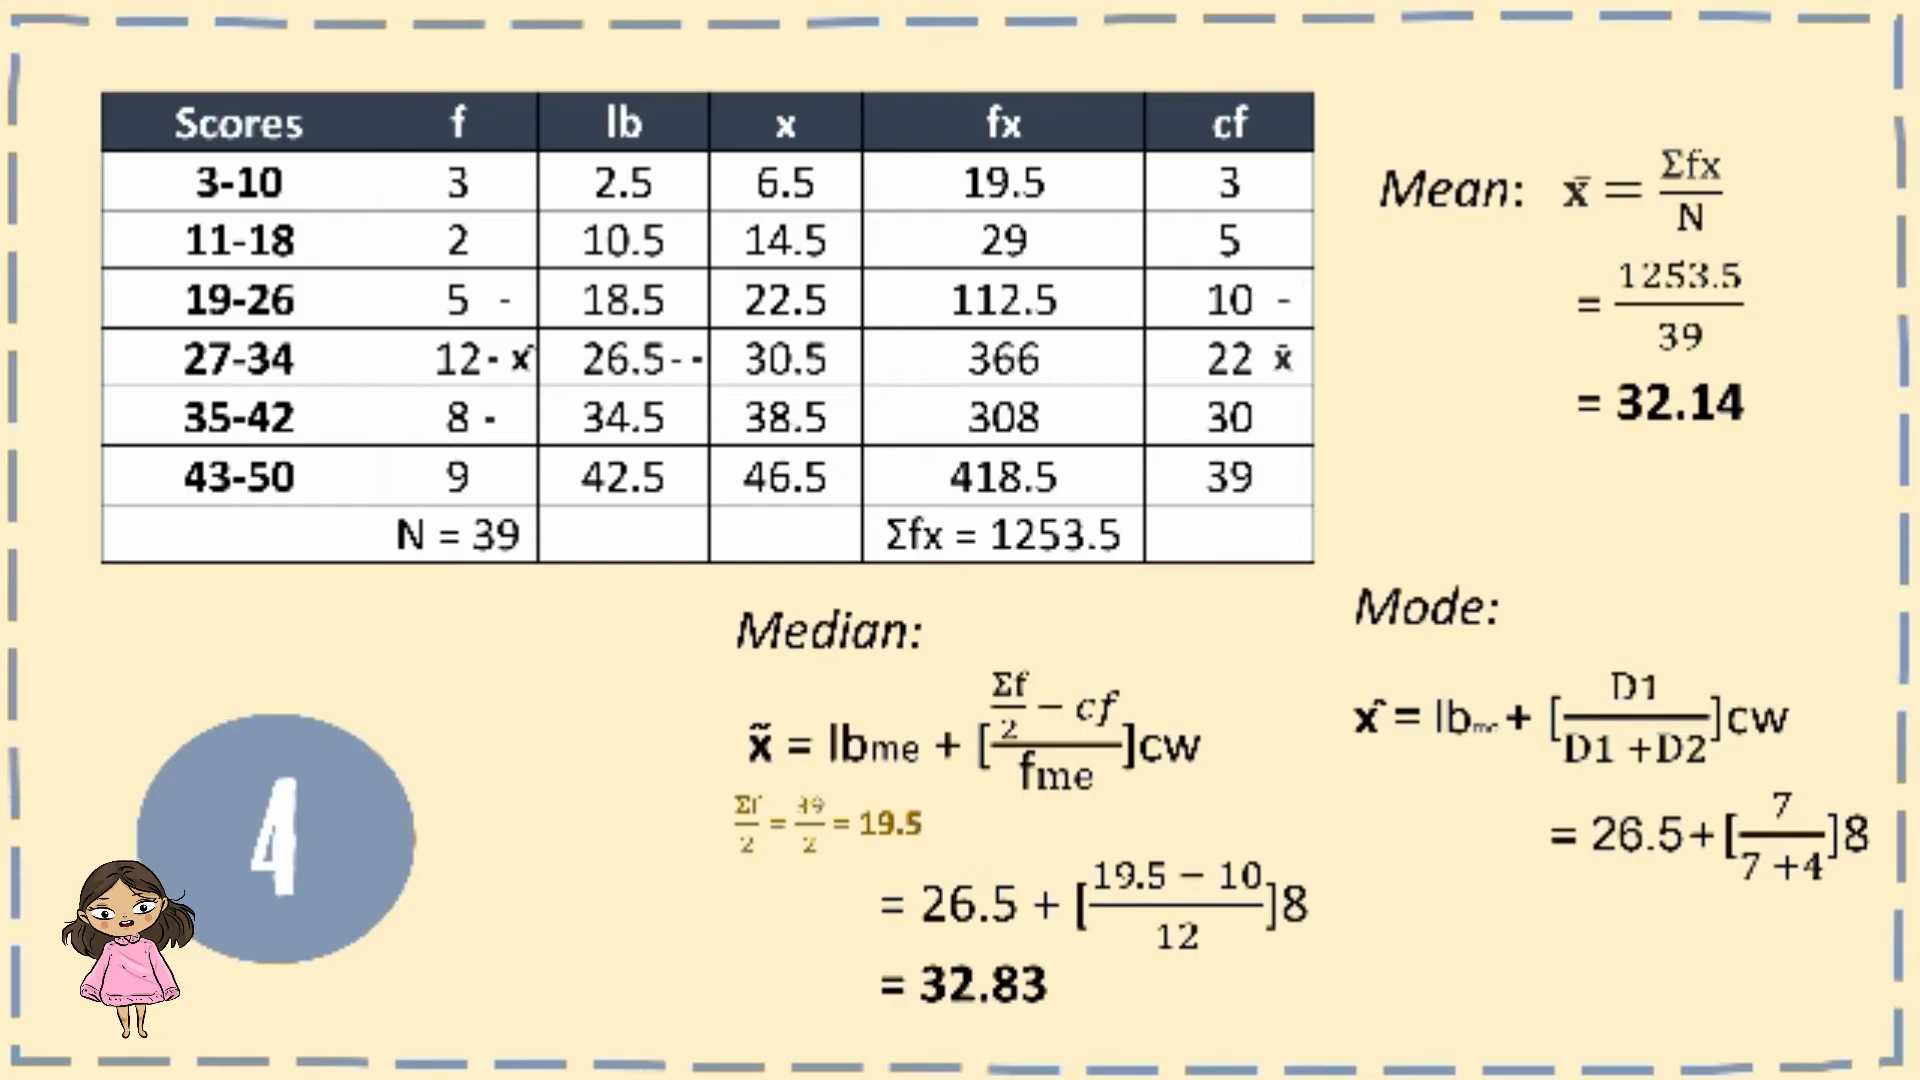 Scores f lb x fx cf
3-10 3 2.5 6.5 19.5 3
11-18 2 10.5 14.5 29 5
19-26 5 - 18.5 22.5 112.5 10 -
27-34 12 - x̂ 26.5 - - 30.5 366 22 x̃
35-42 8 - 34.5 38.5 308 30
43-50 9 42.5 46.5 418.5 39
N = 39 Σfx = 1253.5
Mean: x̄ = Σfx / N
= 1253.5 / 39
= 32.14
Median:
x̃ = lbme + [(Σf/2 − cf) / fme]cw
Σf/2 = 39/2 = 19.5
= 26.5 + [(19.5 − 10) / 12]8
= 32.83
Mode:
x̂ = lbmo + [D1 / (D1 +D2)]cw
= 26.5+[7 / (7 +4)]8
4